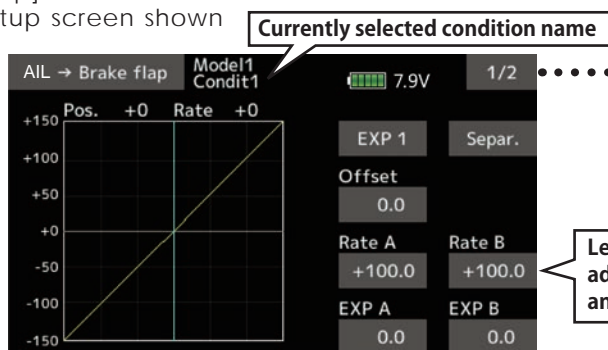 tup screen shown
Currently selected condition name
AIL → Brake flap
Model1
Condit1
7.9V
1/2
Pos. +0 Rate +0
+150
+100
+50
+0
-50
-100
-150
EXP 1
Separ.
Offset
0.0
Rate A
Rate B
+100.0
+100.0
EXP A
EXP B
0.0
0.0